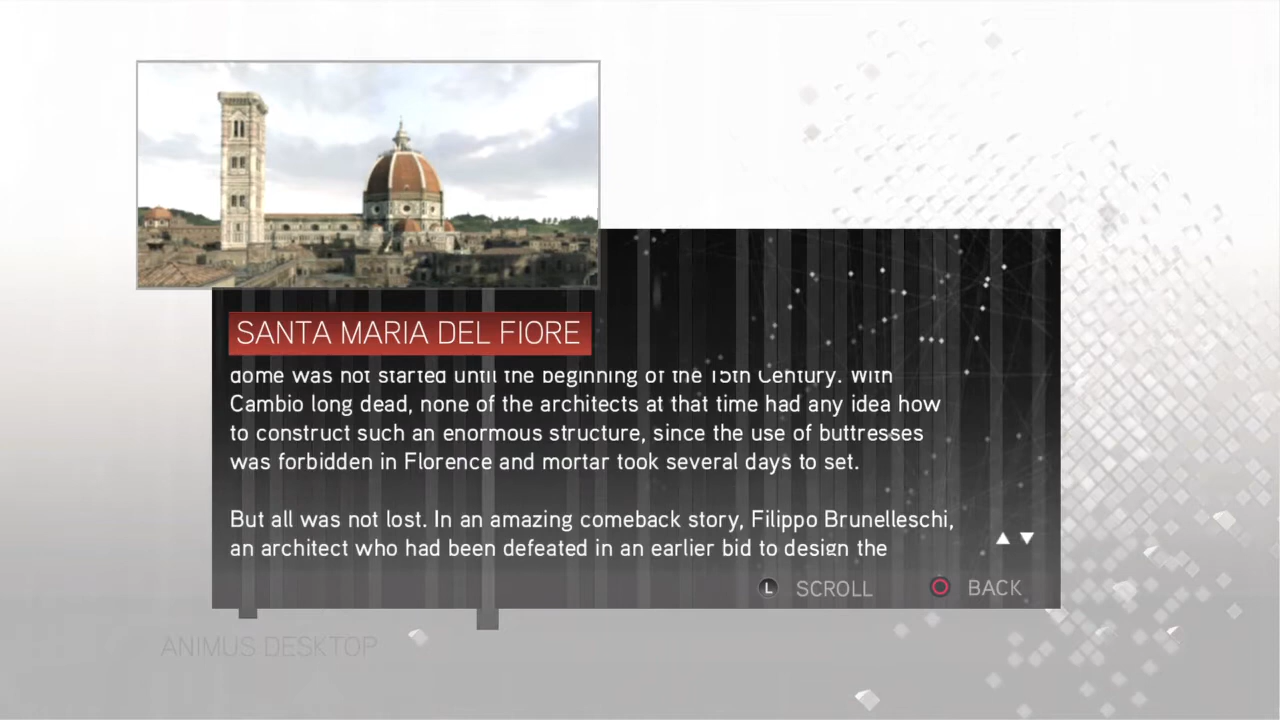 SANTA MARIA DEL FIORE
dome was not started until the beginning of the 15th Century. With
Cambio long dead, none of the architects at that time had any idea how
to construct such an enormous structure, since the use of buttresses
was forbidden in Florence and mortar took several days to set.
But all was not lost. In an amazing comeback story, Filippo Brunelleschi,
an architect who had been defeated in an earlier bid to design the
L SCROLL BACK
ANIMUS DESKTOP